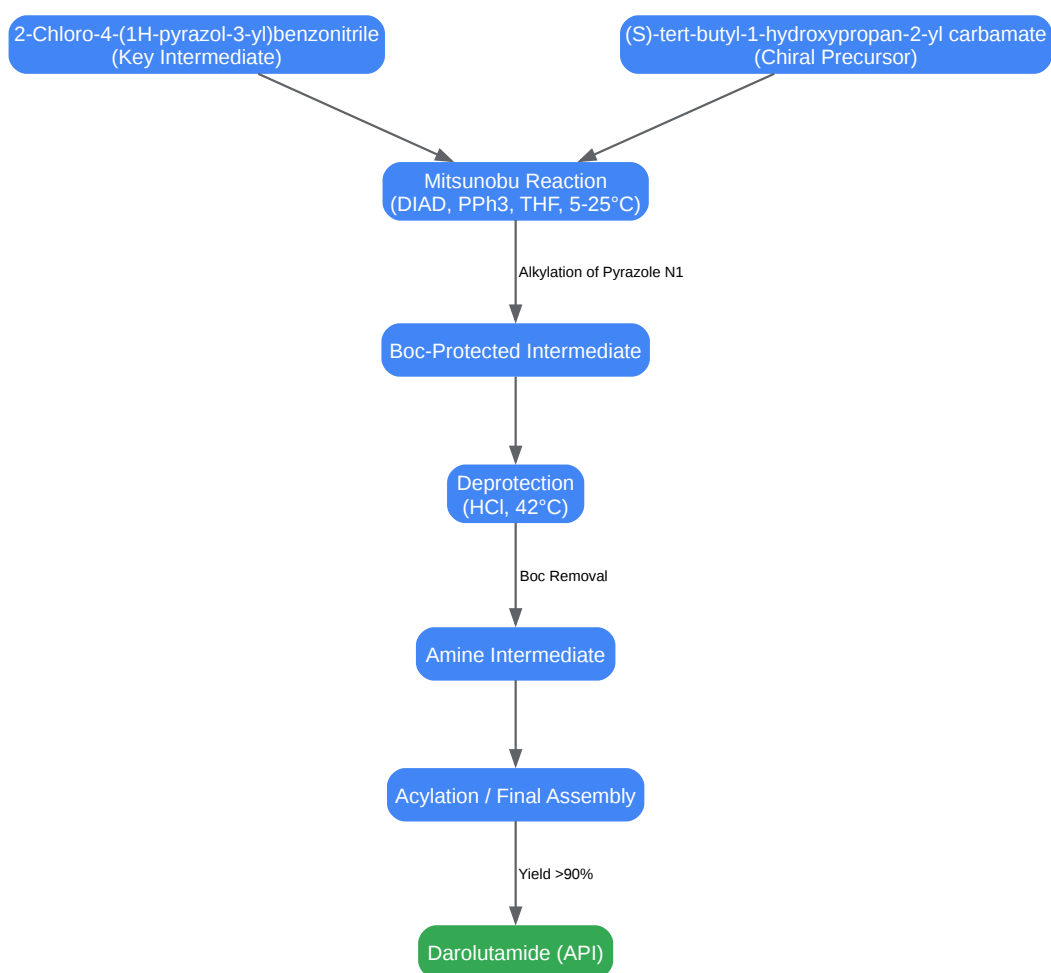 2-Chloro-4-(1H-pyrazol-3-yl)benzonitrile
(Key Intermediate)
(S)-tert-butyl-1-hydroxypropan-2-yl carbamate
(Chiral Precursor)
Mitsunobu Reaction
(DIAD, PPh3, THF, 5-25°C)
Alkylation of Pyrazole N1
Boc-Protected Intermediate
Deprotection
(HCl, 42°C)
Boc Removal
Amine Intermediate
Acylation / Final Assembly
Yield >90%
Darolutamide (API)